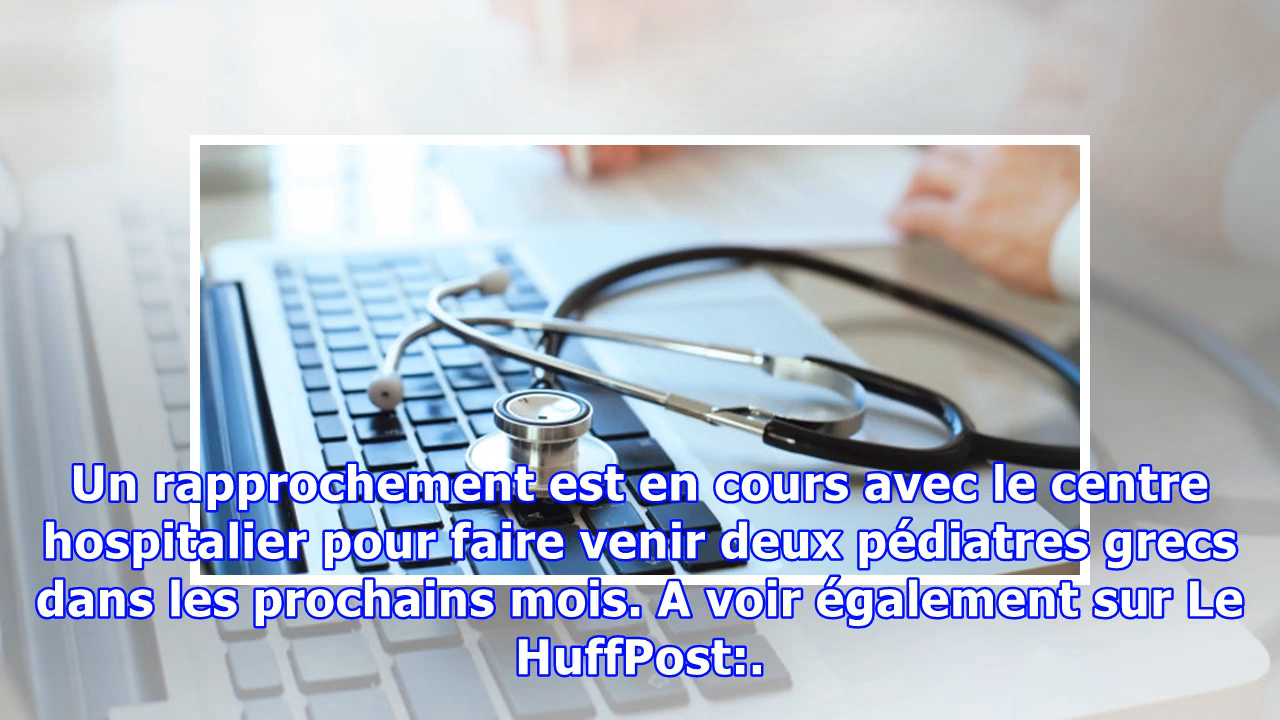 Un rapprochement est en cours avec le centre
hospitalier pour faire venir deux pédiatres grecs
dans les prochains mois. A voir également sur Le
HuffPost:.